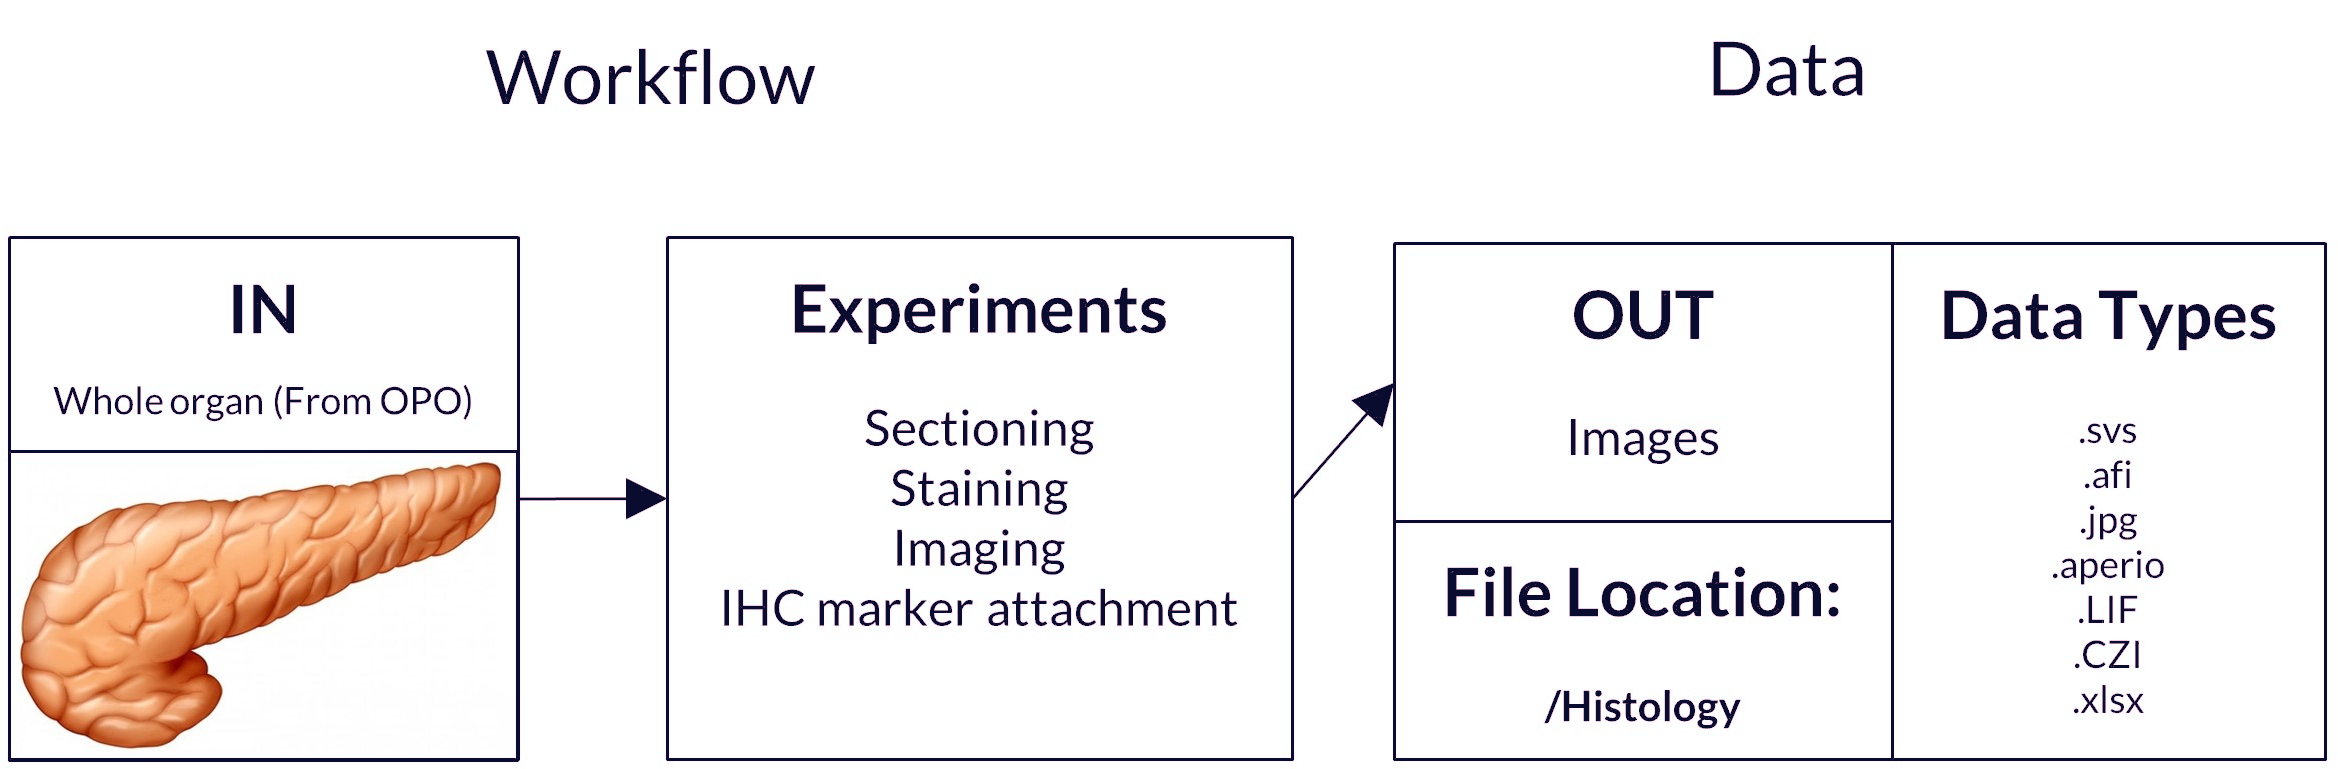 Workflow
Data
IN
Whole organ (From OPO)
Experiments
Sectioning
Staining
Imaging
IHC marker attachment
OUT
Images
File Location:
/Histology
Data Types
.svs
.afi
.jpg
.aperio
.LIF
.CZI
.xlsx